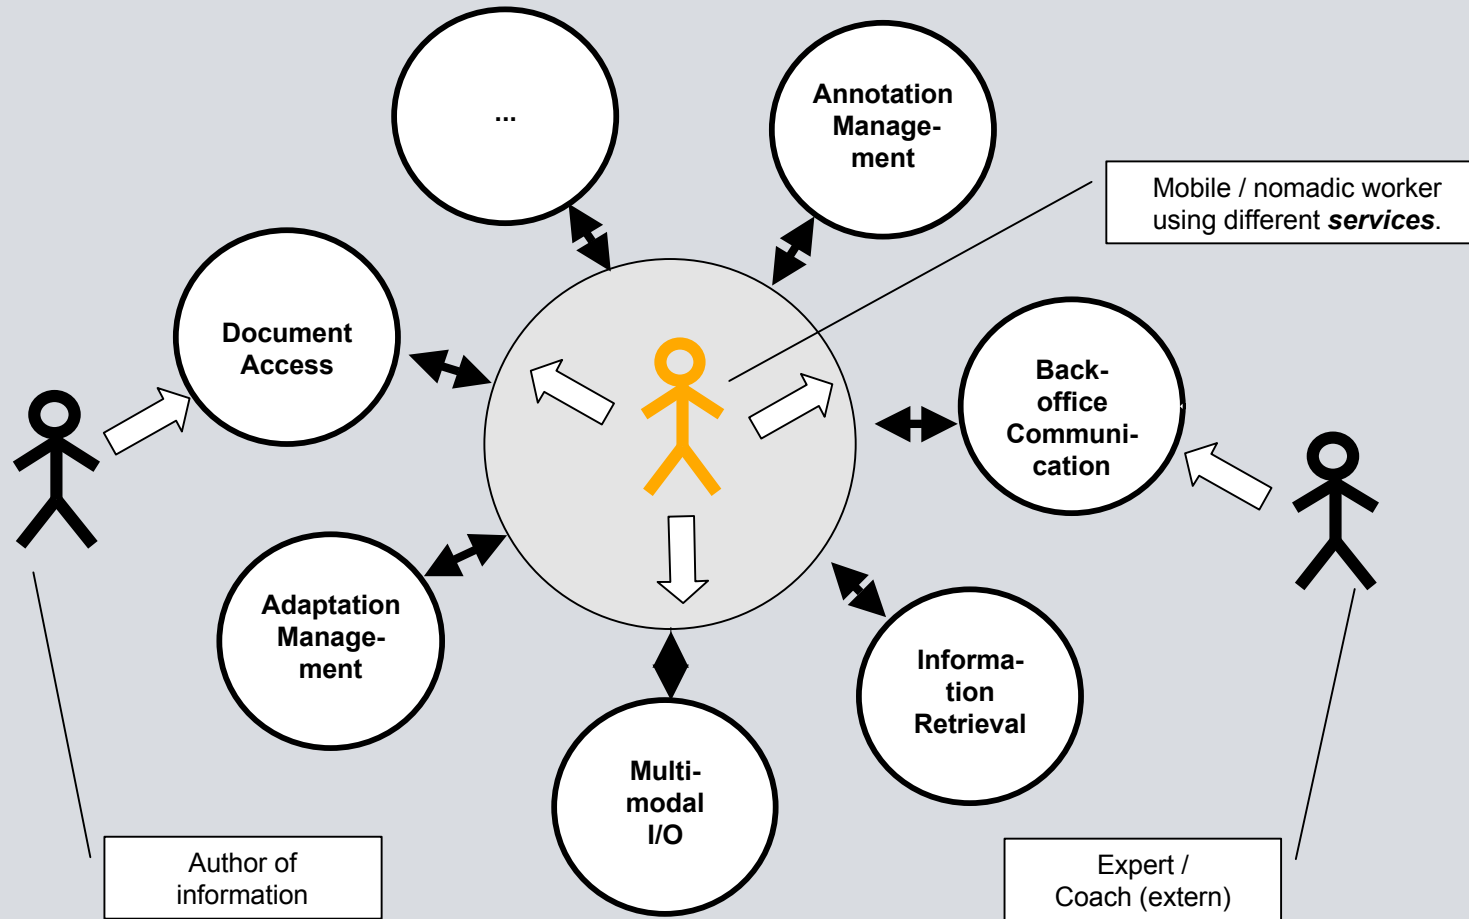 ...
Annotation
Manage-
ment
Mobile / nomadic worker
using different services.
Document
Access
Back-
office
Communi-
cation
Adaptation
Manage-
ment
Informa-
tion
Retrieval
Multi-
modal
I/O
Author of
information
Expert /
Coach (extern)